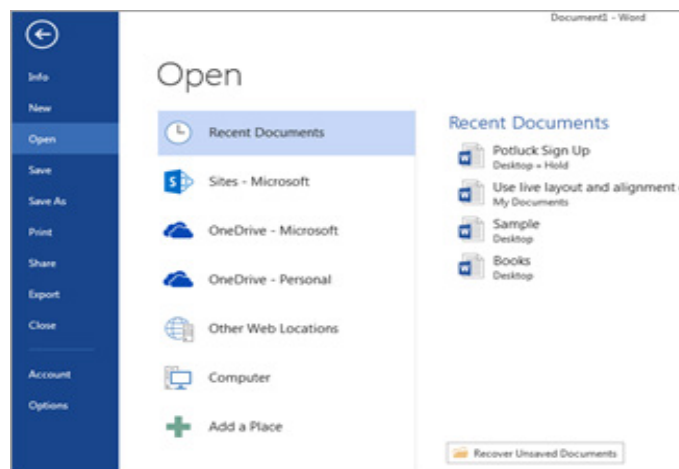 Document1 - Word
Info
New
Open
Save
Save As
Print
Share
Export
Close
Account
Options
Open
Recent Documents
Sites - Microsoft
OneDrive - Microsoft
OneDrive - Personal
Other Web Locations
Computer
Add a Place
Recent Documents
Potluck Sign Up
Desktop » Hold
Use live layout and alignment
My Documents
Sample
Desktop
Books
Desktop
Recover Unsaved Documents